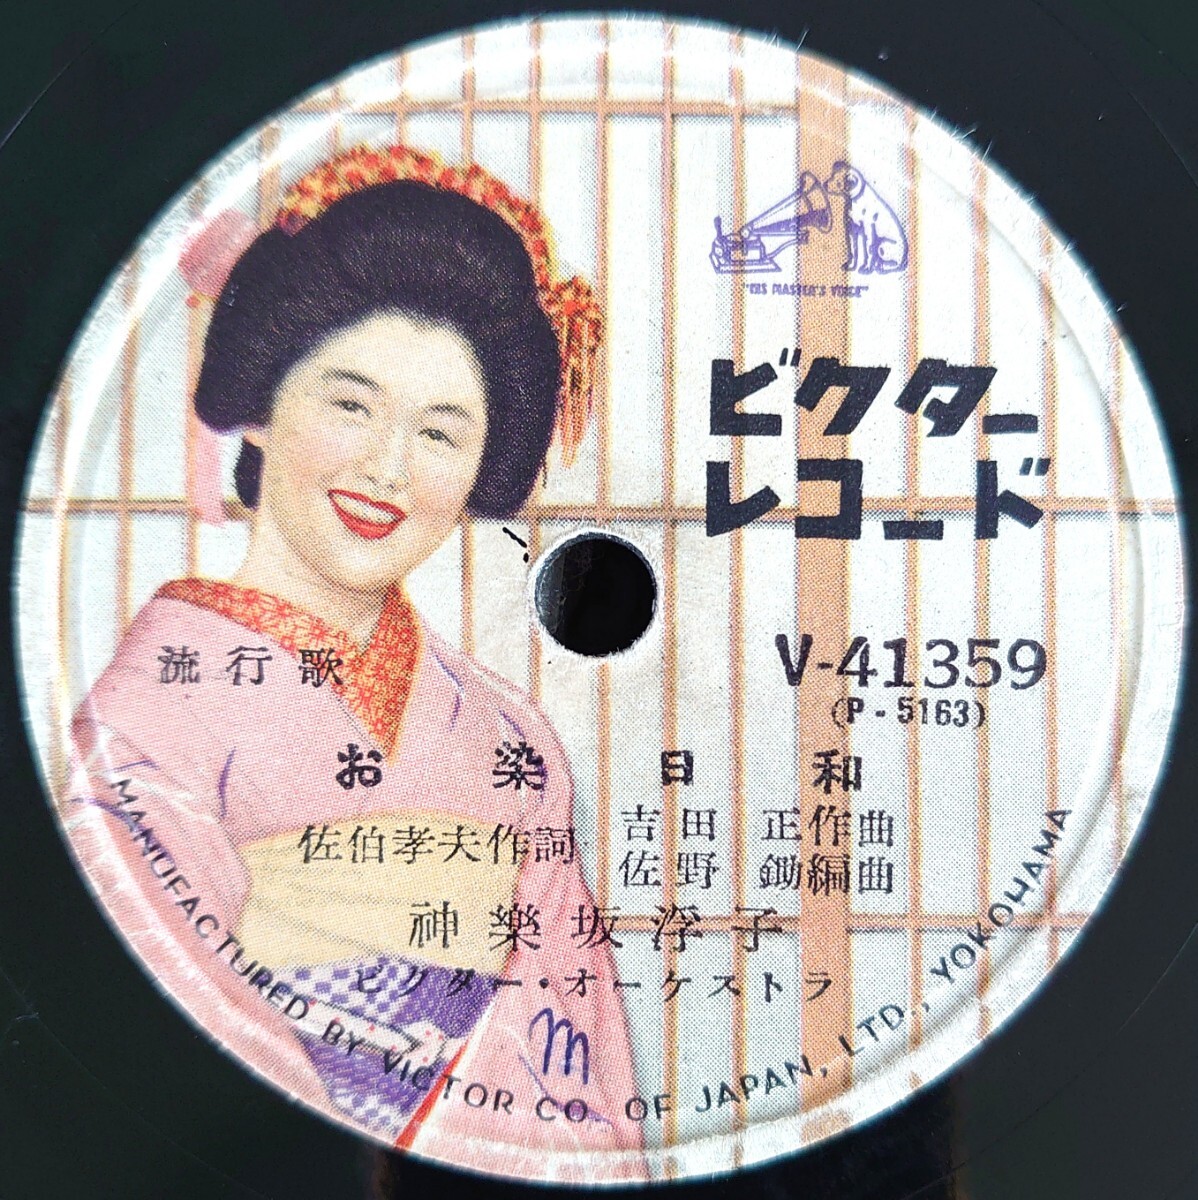 "HIS MASTER'S VOICE"
ビクター
レコード
V-41359
(P-5163)
流行歌
お染日和
佐伯孝夫作詞 吉田 正作曲
佐野 鋤編曲
神樂坂浮子
ビクター・オーケストラ
m
MANUFACTURED BY VICTOR CO. OF JAPAN, LTD., YOKOHAMA